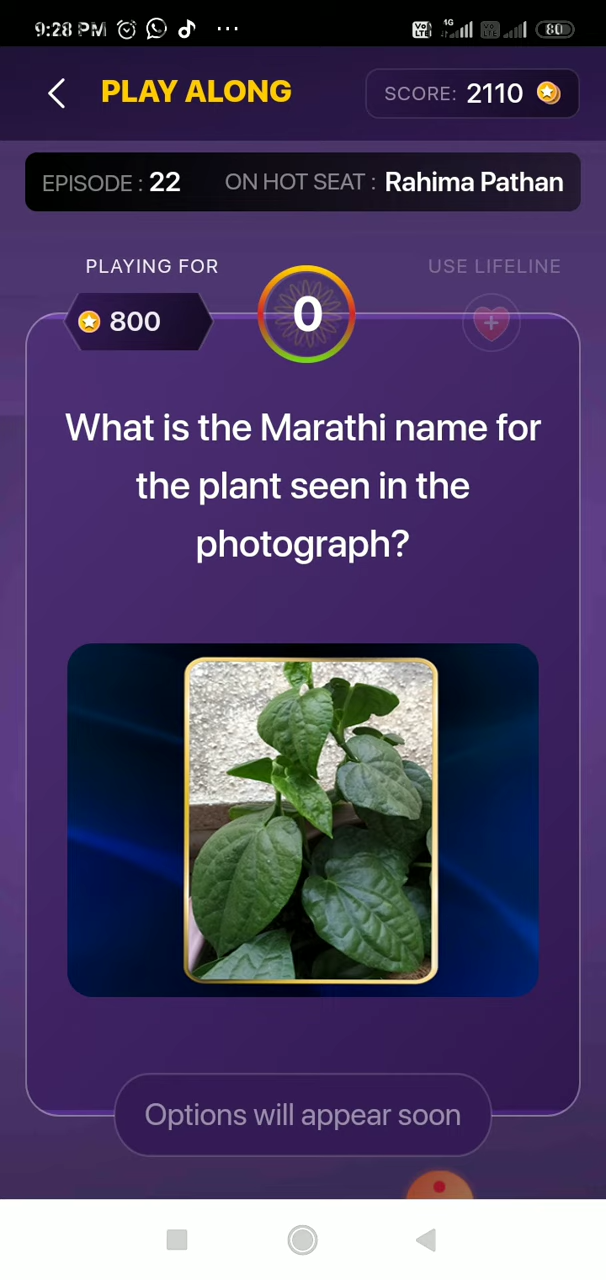 9:28 PM
4G
80
PLAY ALONG
SCORE: 2110
EPISODE : 22 ON HOT SEAT : Rahima Pathan
PLAYING FOR
USE LIFELINE
800
0
What is the Marathi name for
the plant seen in the
photograph?
Options will appear soon